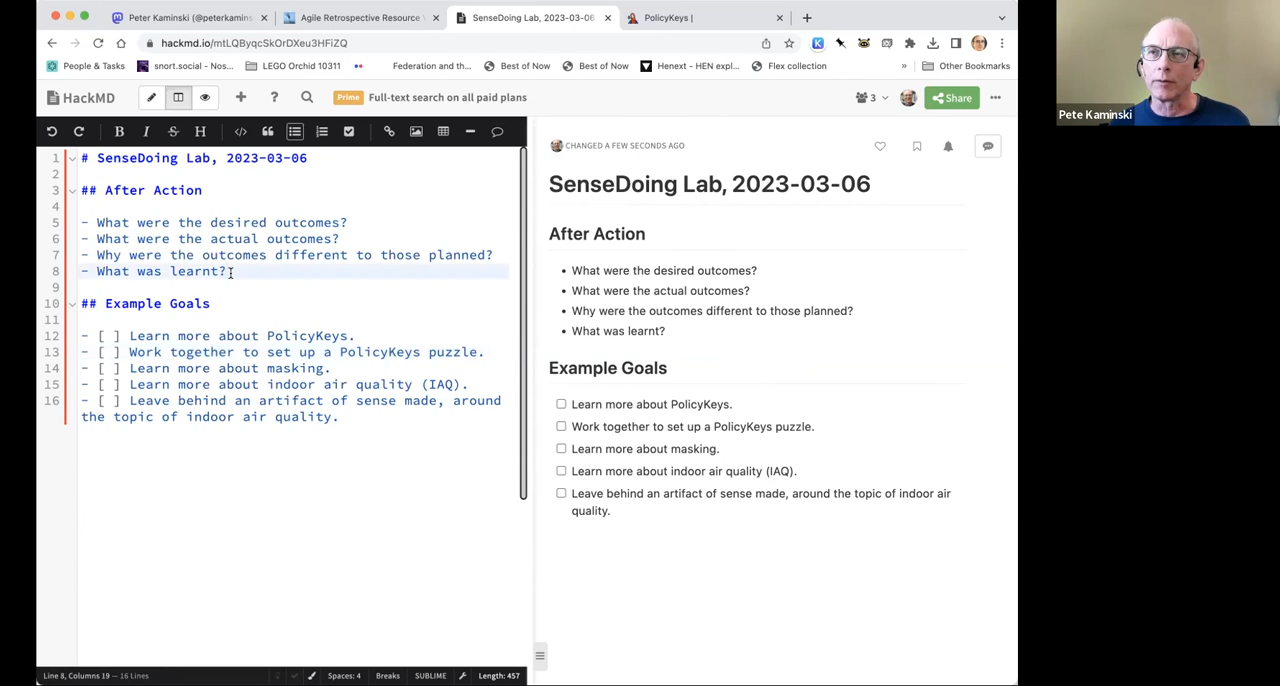 Peter Kaminski (@peterkamins
Agile Retrospective Resource
SenseDoing Lab, 2023-03-06
PolicyKeys |
hackmd.io/mtLQByqcSkOrDXeu3HFiZQ
People & Tasks
snort.social - Nos...
LEGO Orchid 10311
Federation and th...
Best of Now
Best of Now
Henext - HEN expl...
Flex collection
»
Other Bookmarks
HackMD
Prime
Full-text search on all paid plans
3
Share
1 # SenseDoing Lab, 2023-03-06
2
3 ## After Action
4
5 - What were the desired outcomes?
6 - What were the actual outcomes?
7 - Why were the outcomes different to those planned?
8 - What was learnt?
9
10 ## Example Goals
11
12 - [ ] Learn more about PolicyKeys.
13 - [ ] Work together to set up a PolicyKeys puzzle.
14 - [ ] Learn more about masking.
15 - [ ] Learn more about indoor air quality (IAQ).
16 - [ ] Leave behind an artifact of sense made, around
the topic of indoor air quality.
Line 8, Columns 19 — 16 Lines
Spaces: 4
Breaks
SUBLIME
Length: 457
CHANGED A FEW SECONDS AGO
SenseDoing Lab, 2023-03-06
After Action
• What were the desired outcomes?
• What were the actual outcomes?
• Why were the outcomes different to those planned?
• What was learnt?
Example Goals
Learn more about PolicyKeys.
Work together to set up a PolicyKeys puzzle.
Learn more about masking.
Learn more about indoor air quality (IAQ).
Leave behind an artifact of sense made, around the topic of indoor air
quality.
Pete Kaminski